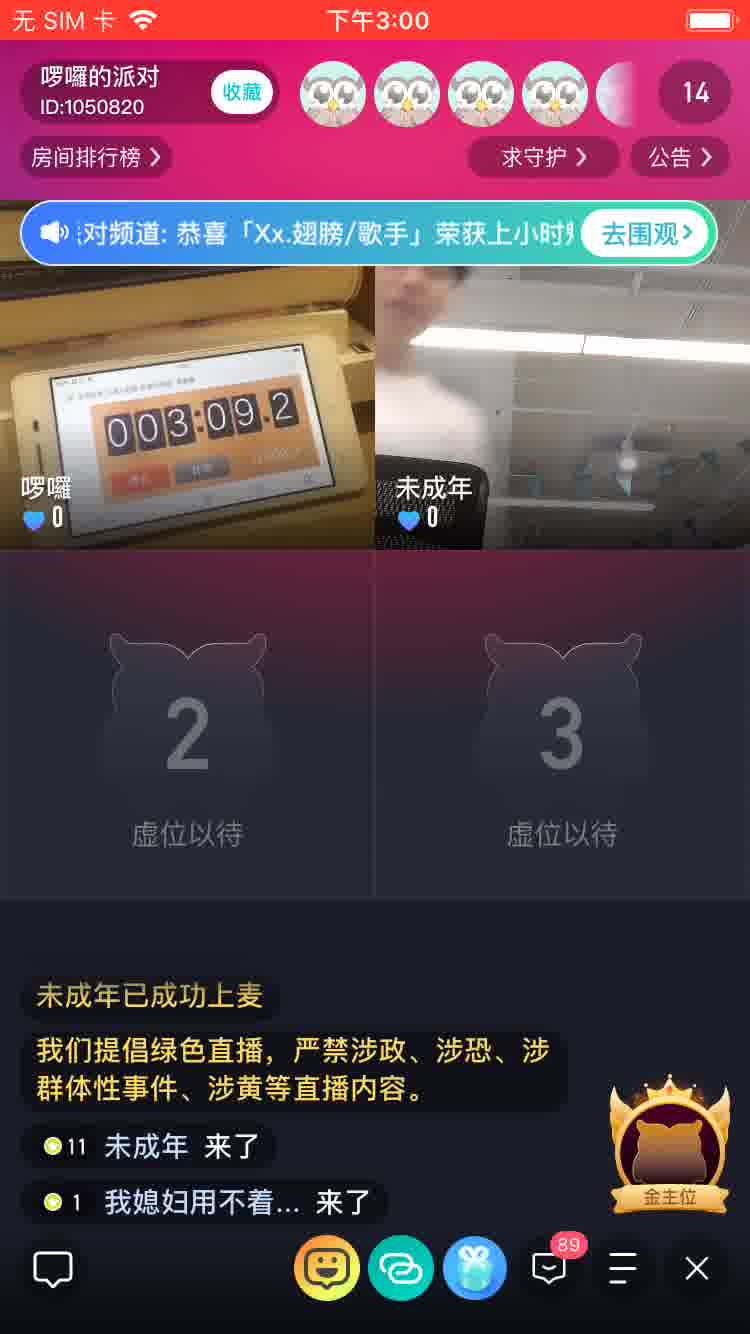 无 SIM 卡
下午3:00
啰囉的派对
ID:1050820
收藏
14
房间排行榜
求守护
公告
对频道: 恭喜「Xx.翅膀/歌手」荣获上小时
去围观
003:09.2
啰囉
0
未成年
0
2
虚位以待
3
虚位以待
未成年已成功上麦
我们提倡绿色直播，严禁涉政、涉恐、涉
群体性事件、涉黄等直播内容。
11 未成年 来了
1 我媳妇用不着... 来了
金主位
89